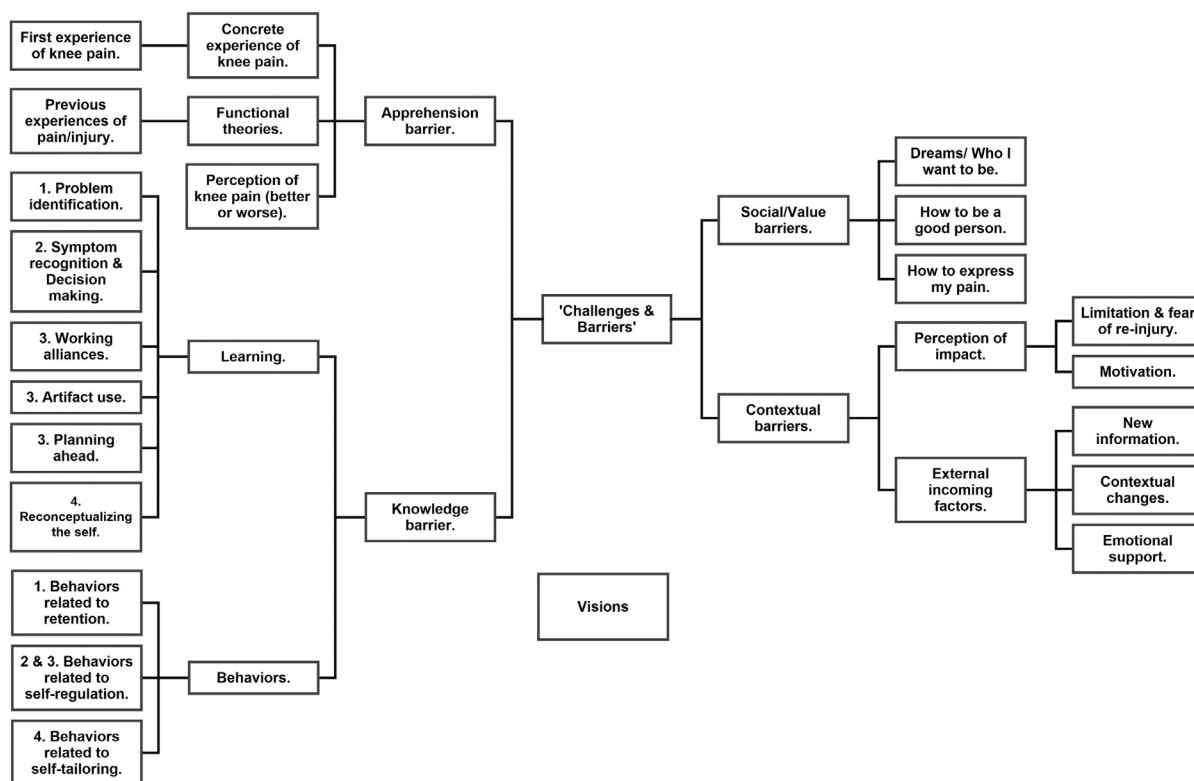 First experience
of knee pain.
Concrete
experience of
knee pain.
Previous
experiences of
pain/injury.
Functional
theories.
Apprehension
barrier.
Perception of
knee pain (better
or worse).
1. Problem
identification.
2. Symptom
recognition &
Decision
making.
3. Working
alliances.
3. Artifact use.
3. Planning
ahead.
4.
Reconceptualizing
the self.
Learning.
Knowledge
barrier.
1. Behaviors
related to
retention.
2 & 3. Behaviors
related to
self-regulation.
4. Behaviors
related to
self-tailoring.
Behaviors.
'Challenges &
Barriers'
Visions
Social/Value
barriers.
Dreams/ Who I
want to be.
How to be a
good person.
How to express
my pain.
Contextual
barriers.
Perception of
impact.
Limitation & fear
of re-injury.
Motivation.
External
incoming
factors.
New
information.
Contextual
changes.
Emotional
support.